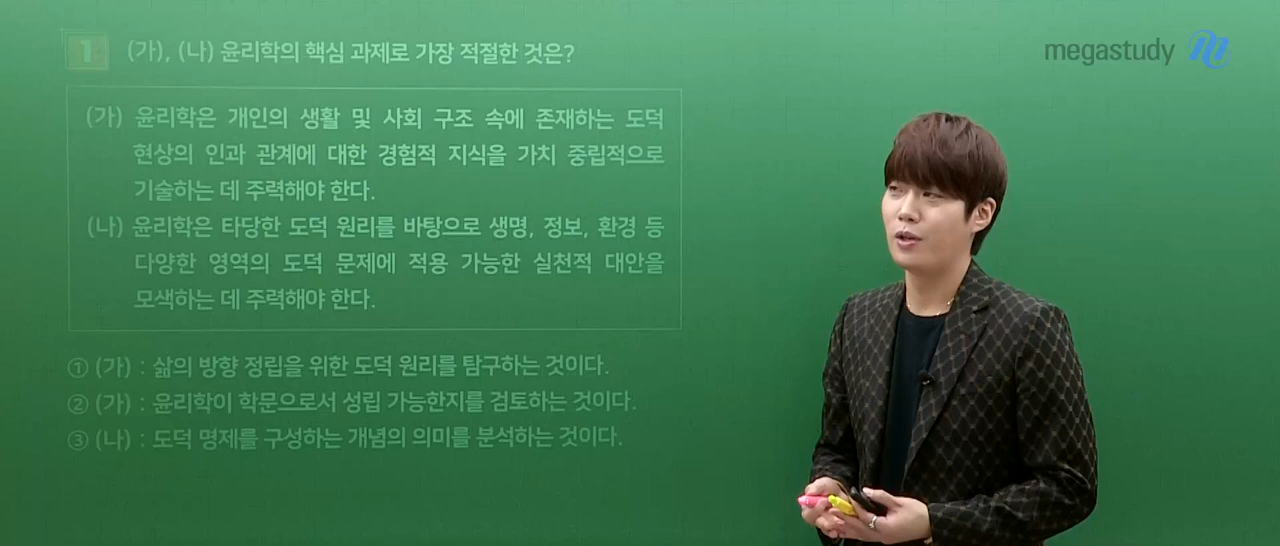 1 (가), (나) 윤리학의 핵심 과제로 가장 적절한 것은?
megastudy
(가) 윤리학은 개인의 생활 및 사회 구조 속에 존재하는 도덕
현상의 인과 관계에 대한 경험적 지식을 가치 중립적으로
기술하는 데 주력해야 한다.
(나) 윤리학은 타당한 도덕 원리를 바탕으로 생명, 정보, 환경 등
다양한 영역의 도덕 문제에 적용 가능한 실천적 대안을
모색하는 데 주력해야 한다.
① (가) : 삶의 방향 정립을 위한 도덕 원리를 탐구하는 것이다.
② (가) : 윤리학이 학문으로서 성립 가능한지를 검토하는 것이다.
③ (나) : 도덕 명제를 구성하는 개념의 의미를 분석하는 것이다.